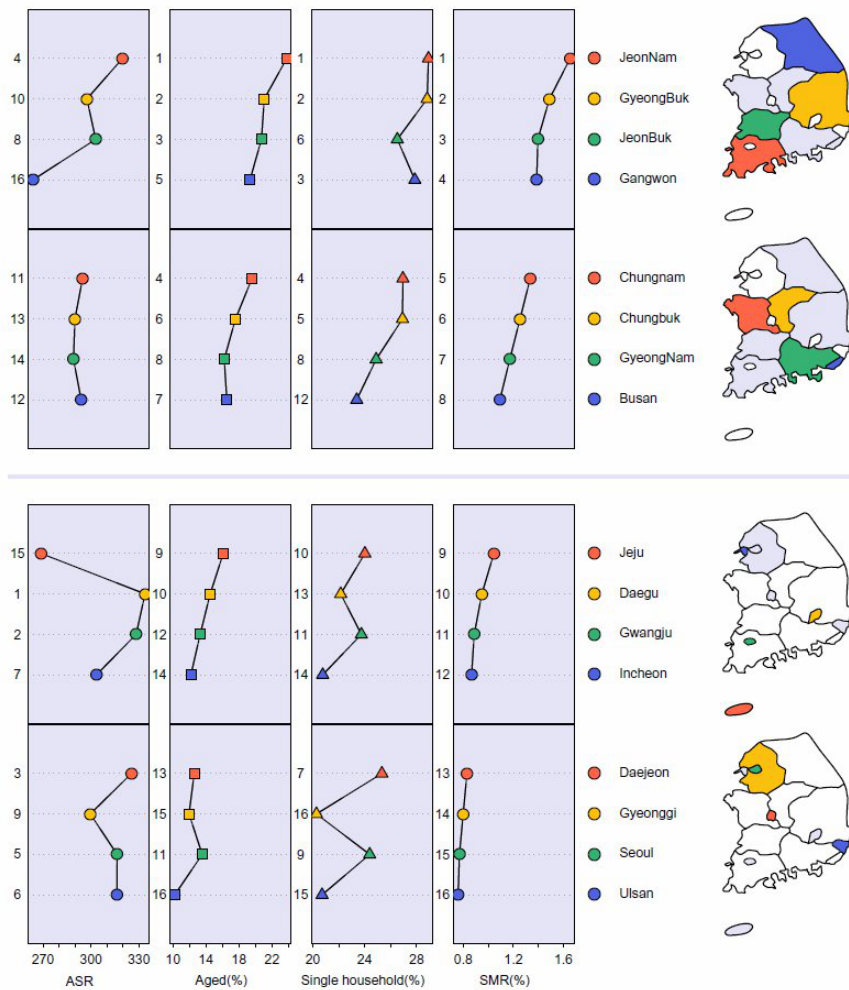 4 1 1 1 JeonNam
10 2 2 2 GyeongBuk
8 3 6 3 JeonBuk
16 5 3 4 Gangwon
11 4 4 5 Chungnam
13 6 5 6 Chungbuk
14 8 8 7 GyeongNam
12 7 12 8 Busan
15 9 10 9 Jeju
1 10 13 10 Daegu
2 12 11 11 Gwangju
7 14 14 12 Incheon
3 13 7 13 Daejeon
9 15 16 14 Gyeonggi
5 11 9 15 Seoul
6 16 15 16 Ulsan
270 300 330 10 14 18 22 20 24 28 0.8 1.2 1.6
ASR Aged(%) Single household(%) SMR(%)